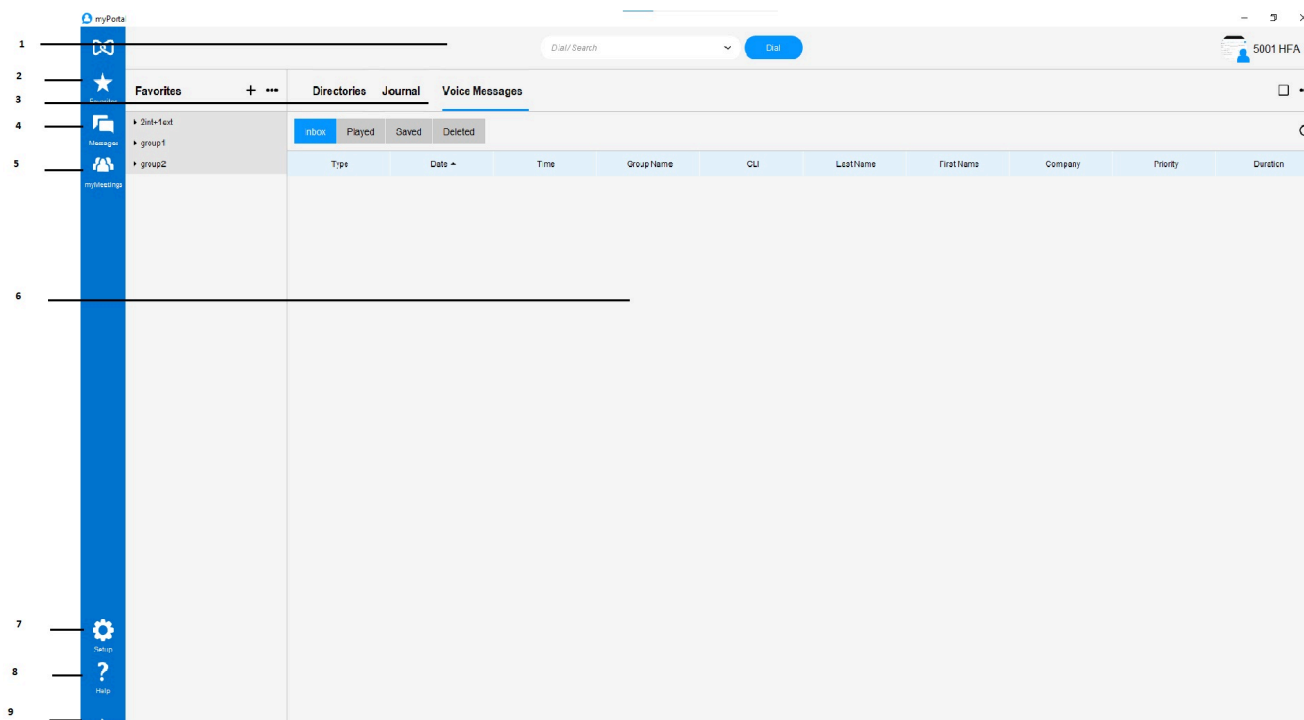 myPorta
1
Dial/Search
Dial
5001 HFA
2
Favorites
3
Favorites
Directories
Journal
Voice Messages
4
Messages
2int+1ext
group1
group2
Inbox
Played
Saved
Deleted
5
myMeetings
Type
Date
Time
Group Name
CLI
Last Name
First Name
Company
Priority
Duration
6
7
Setup
8
Help
9